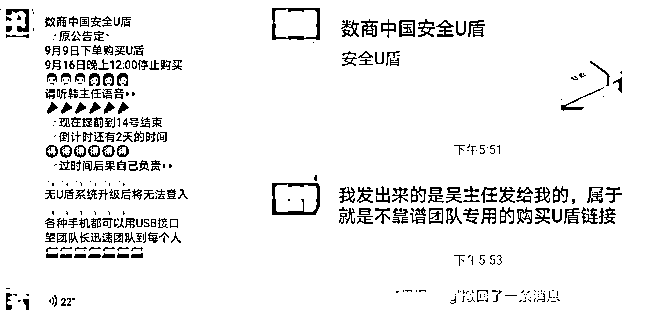 数商中国安全U盾
原公告定
9月9日下单购买U盾
9月16日晚上12:00停止购买
请听韩主任语音
现在提前到14号结束
倒计时还有2天的时间
过时间后果自己负责
无U盾系统升级后将无法登入
各种手机都可以用USB接口
望团队长迅速团队到每个人
22"
数商中国安全U盾
安全U盾
下午5:51
我发出来的是吴主任发给我的，属于
就是不靠谱团队专用的购买U盾链接
下午5:53
撤回了一条消息